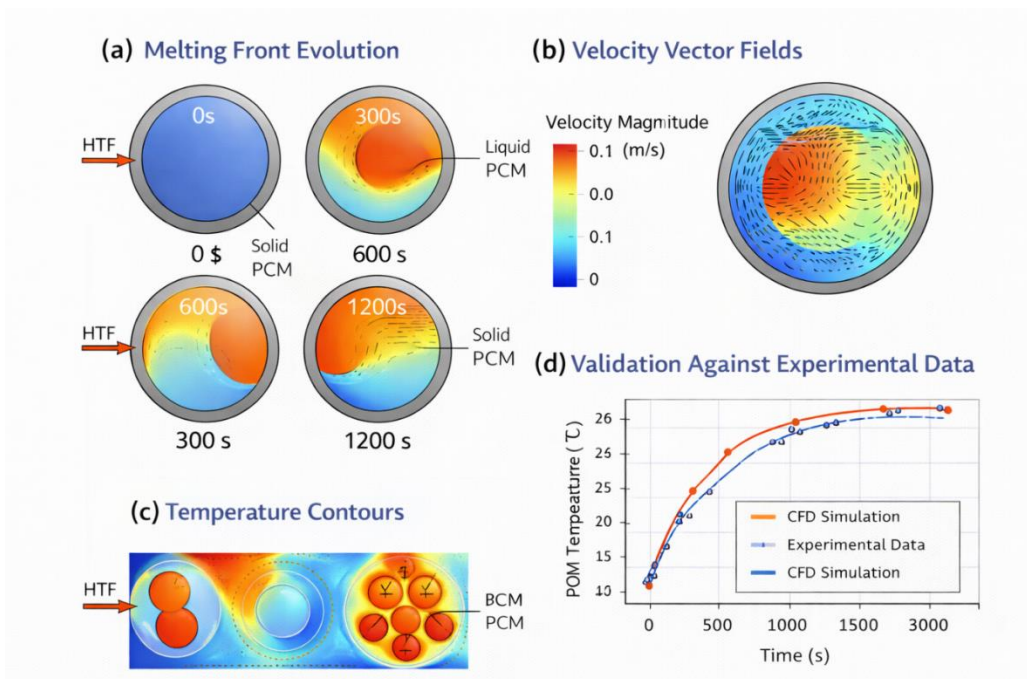 (a) Melting Front Evolution
0s
300s
HTF
Liquid
PCM
Solid
PCM
0 $
600 s
600s
1200s
HTF
Solid
PCM
300 s
1200 s
(b) Velocity Vector Fields
Velocity Magnitude
(m/s)
0.1
0.0
0.1
0
(c) Temperature Contours
HTF
BCM
PCM
(d) Validation Against Experimental Data
POM Tempeaturre (℃)
26
25
25
20
15
10
0
500
1000
1500
3000
Time (s)
CFD Simulation
Experimental Data
CFD Simulation